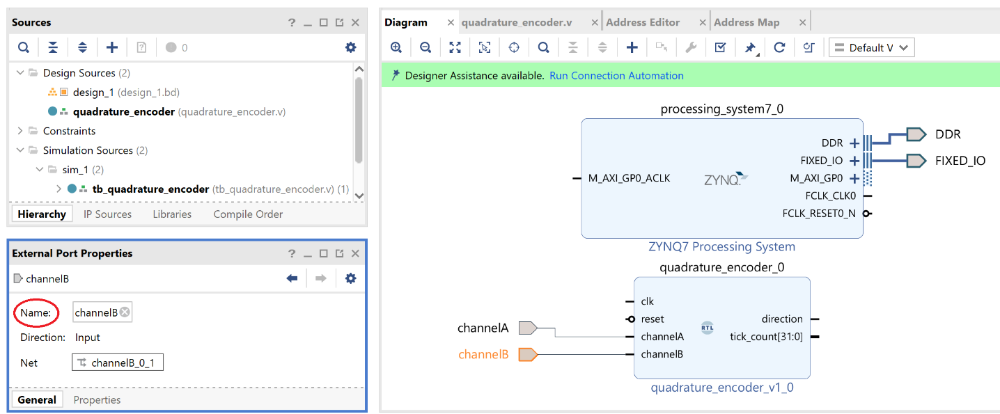 Sources
0
Design Sources (2)
design_1 (design_1.bd)
quadrature_encoder (quadrature_encoder.v)
Constraints
Simulation Sources (2)
sim_1 (2)
tb_quadrature_encoder (tb_quadrature_encoder.v) (1)
Hierarchy IP Sources Libraries Compile Order
External Port Properties
channelB
Name: channelB
Direction: Input
Net channelB_0_1
General Properties
Diagram quadrature_encoder.v Address Editor Address Map
Default V
Designer Assistance available. Run Connection Automation
processing_system7_0
DDR
FIXED_IO
M_AXI_GP0_ACLK
ZYNQ
M_AXI_GP0
FCLK_CLK0
FCLK_RESET0_N
DDR
FIXED_IO
ZYNQ7 Processing System
quadrature_encoder_0
clk
reset
channelA
channelB
RTL
direction
tick_count[31:0]
channelA
channelB
quadrature_encoder_v1_0